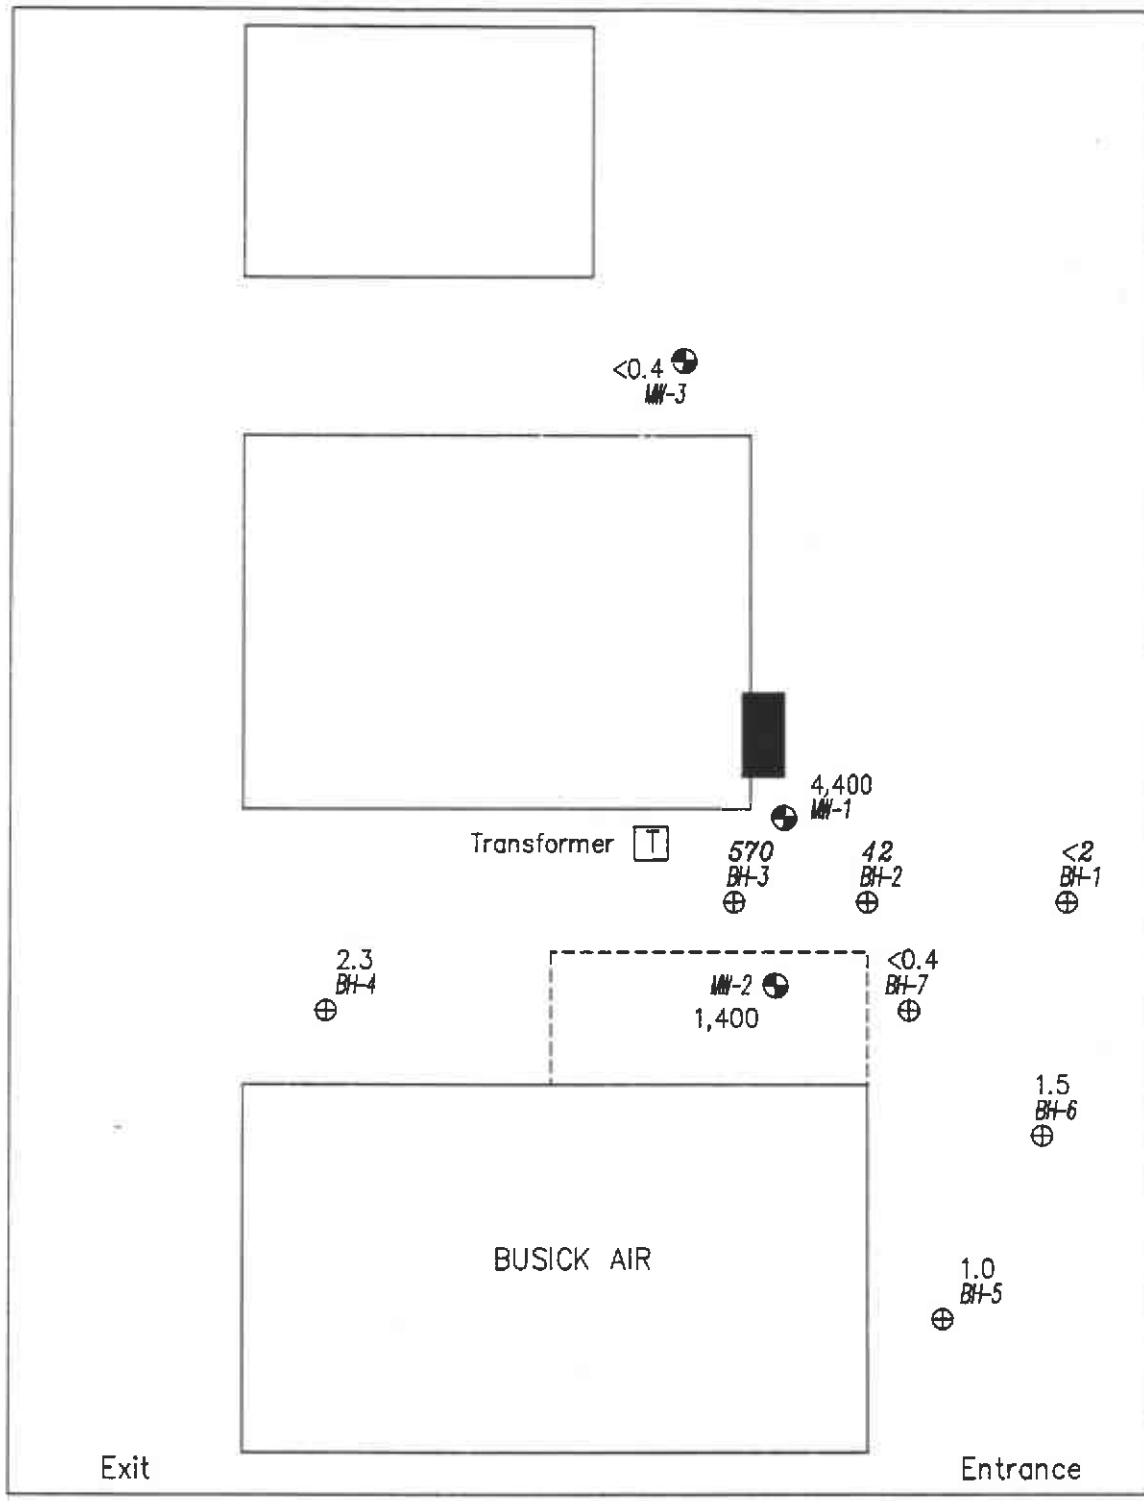 <0.4
MW-3
4,400
MW-1
Transformer T
570
BH-3
42
BH-2
<2
BH-1
2.3
BH-4
MW-2
1,400
<0.4
BH-7
1.5
BH-6
BUSICK AIR
1.0
BH-5
Exit
Entrance